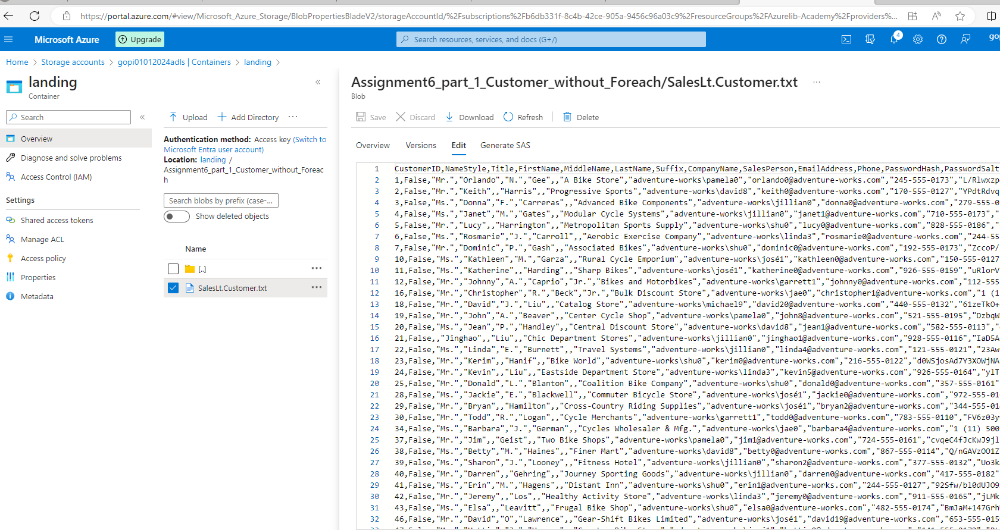 https://portal.azure.com/#view/Microsoft_Azure_Storage/BlobPropertiesBladeV2/storageAccountId/%2Fsubscriptions%2Fb6db331f-8c4b-42ce-905a-9456c96a03c9%2FresourceGroups%2FAzurelib-Academy%2Fproviders%...
Microsoft Azure
Upgrade
Search resources, services, and docs (G+/)
4
Home > Storage accounts > gopi01012024adls | Containers > landing >
landing
Container
Search
Overview
Diagnose and solve problems
Access Control (IAM)
Settings
Shared access tokens
Manage ACL
Access policy
Properties
Metadata
Upload
Add Directory
Authentication method: Access key (Switch to
Microsoft Entra user account)
Location: landing /
Assignment6_part_1_Customer_without_Foreac
h
Search blobs by prefix (case-...
Show deleted objects
Name
[..]
SalesLt.Customer.txt
Assignment6_part_1_Customer_without_Foreach/SalesLt.Customer.txt
Blob
Save Discard Download Refresh Delete
Overview Versions Edit Generate SAS
1 CustomerID,NameStyle,Title,FirstName,MiddleName,LastName,Suffix,CompanyName,SalesPerson,EmailAddress,Phone,PasswordHash,PasswordSalt
2 1,False,"Mr.","Orlando","N.","Gee",,"A Bike Store","adventure-works\pamela0","orlando0@adventure-works.com","245-555-0173","L/Rlwxzp
3 2,False,"Mr.","Keith",,"Harris",,"Progressive Sports","adventure-works\david8","keith0@adventure-works.com","170-555-0127","YPdtRdvq
4 3,False,"Ms.","Donna","F.","Carreras",,"Advanced Bike Components","adventure-works\jillian0","donna0@adventure-works.com","279-555-0
5 4,False,"Ms.","Janet","M.","Gates",,"Modular Cycle Systems","adventure-works\jillian0","janet1@adventure-works.com","710-555-0173","
6 5,False,"Mr.","Lucy",,"Harrington",,"Metropolitan Sports Supply","adventure-works\shu0","lucy0@adventure-works.com","828-555-0186","
7 6,False,"Ms.","Rosmarie","J.","Carroll",,"Aerobic Exercise Company","adventure-works\linda3","rosmarie0@adventure-works.com","244-55
8 7,False,"Mr.","Dominic","P.","Gash",,"Associated Bikes","adventure-works\shu0","dominic0@adventure-works.com","192-555-0173","ZccoP/
9 10,False,"Ms.","Kathleen","M.","Garza",,"Rural Cycle Emporium","adventure-works\josé1","kathleen0@adventure-works.com","150-555-0127
10 11,False,"Ms.","Katherine",,"Harding",,"Sharp Bikes","adventure-works\josé1","katherine0@adventure-works.com","926-555-0159","uRlorV
11 12,False,"Mr.","Johnny","A.","Caprio","Jr.","Bikes and Motorbikes","adventure-works\garrett1","johnny0@adventure-works.com","112-555
12 16,False,"Mr.","Christopher","R.","Beck","Jr.","Bulk Discount Store","adventure-works\jae0","christopher1@adventure-works.com","1 (1
13 18,False,"Mr.","David","J.","Liu",,"Catalog Store","adventure-works\michael9","david20@adventure-works.com","440-555-0132","61zeTkO+
14 19,False,"Mr.","John","A.","Beaver",,"Center Cycle Shop","adventure-works\pamela0","john8@adventure-works.com","521-555-0195","DzbqW
15 20,False,"Ms.","Jean","P.","Handley",,"Central Discount Store","adventure-works\david8","jean1@adventure-works.com","582-555-0113","
16 21,False,,"Jinghao",,"Liu",,"Chic Department Stores","adventure-works\jillian0","jinghao1@adventure-works.com","928-555-0116","IaD5A
17 22,False,"Ms.","Linda","E.","Burnett",,"Travel Systems","adventure-works\jillian0","linda4@adventure-works.com","121-555-0121","23Aw
18 23,False,"Mr.","Kerim",,"Hanif",,"Bike World","adventure-works\shu0","kerim0@adventure-works.com","216-555-0122","d0WSjosAd7Y3XOWjNA
19 24,False,"Mr.","Kevin",,"Liu",,"Eastside Department Store","adventure-works\linda3","kevin5@adventure-works.com","926-555-0164","ylT
20 25,False,"Mr.","Donald","L.","Blanton",,"Coalition Bike Company","adventure-works\shu0","donald0@adventure-works.com","357-555-0161"
21 28,False,"Ms.","Jackie","E.","Blackwell",,"Commuter Bicycle Store","adventure-works\josé1","jackie0@adventure-works.com","972-555-01
22 29,False,"Mr.","Bryan",,"Hamilton",,"Cross-Country Riding Supplies","adventure-works\josé1","bryan2@adventure-works.com","344-555-01
23 30,False,"Mr.","Todd","R.","Logan",,"Cycle Merchants","adventure-works\garrett1","todd0@adventure-works.com","783-555-0110","FV6z03y
24 34,False,"Ms.","Barbara","J.","German",,"Cycles Wholesaler & Mfg.","adventure-works\jae0","barbara4@adventure-works.com","1 (11) 500
25 37,False,"Mr.","Jim",,"Geist",,"Two Bike Shops","adventure-works\pamela0","jim1@adventure-works.com","724-555-0161","cvqeC4fJcKwJ9jl
26 38,False,"Ms.","Betty","M.","Haines",,"Finer Mart","adventure-works\david8","betty0@adventure-works.com","867-555-0114","Q/nGAVzOO1Z
27 39,False,"Ms.","Sharon","J.","Looney",,"Fitness Hotel","adventure-works\jillian0","sharon2@adventure-works.com","377-555-0132","Uo3k
28 40,False,"Mr.","Darren",,"Gehring",,"Journey Sporting Goods","adventure-works\jillian0","darren0@adventure-works.com","417-555-0182"
29 41,False,"Ms.","Erin","M.","Hagens",,"Distant Inn","adventure-works\shu0","erin1@adventure-works.com","244-555-0127","92Sfw/bl0dUJO9
30 42,False,"Mr.","Jeremy",,"Los",,"Healthy Activity Store","adventure-works\linda3","jeremy0@adventure-works.com","911-555-0165","jLMk
31 43,False,"Ms.","Elsa",,"Leavitt",,"Frugal Bike Shop","adventure-works\shu0","elsa0@adventure-works.com","482-555-0174","BmJaM+147Grh
32 46,False,"Mr.","David","O","Lawrence",,"Gear-Shift Bikes Limited","adventure-works\josé1","david19@adventure-works.com","653-555-015